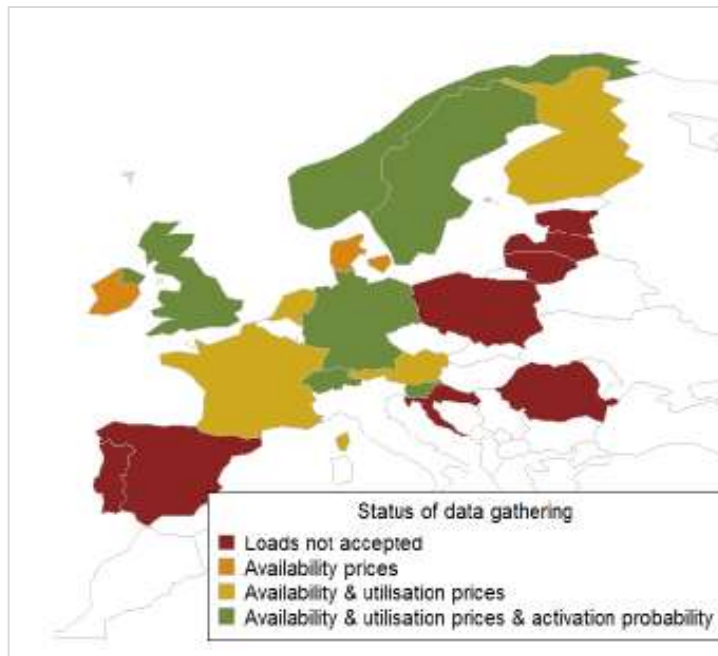 Status of data gathering
Loads not accepted
Availability prices
Availability & utilisation prices
Availability & utilisation prices & activation probability